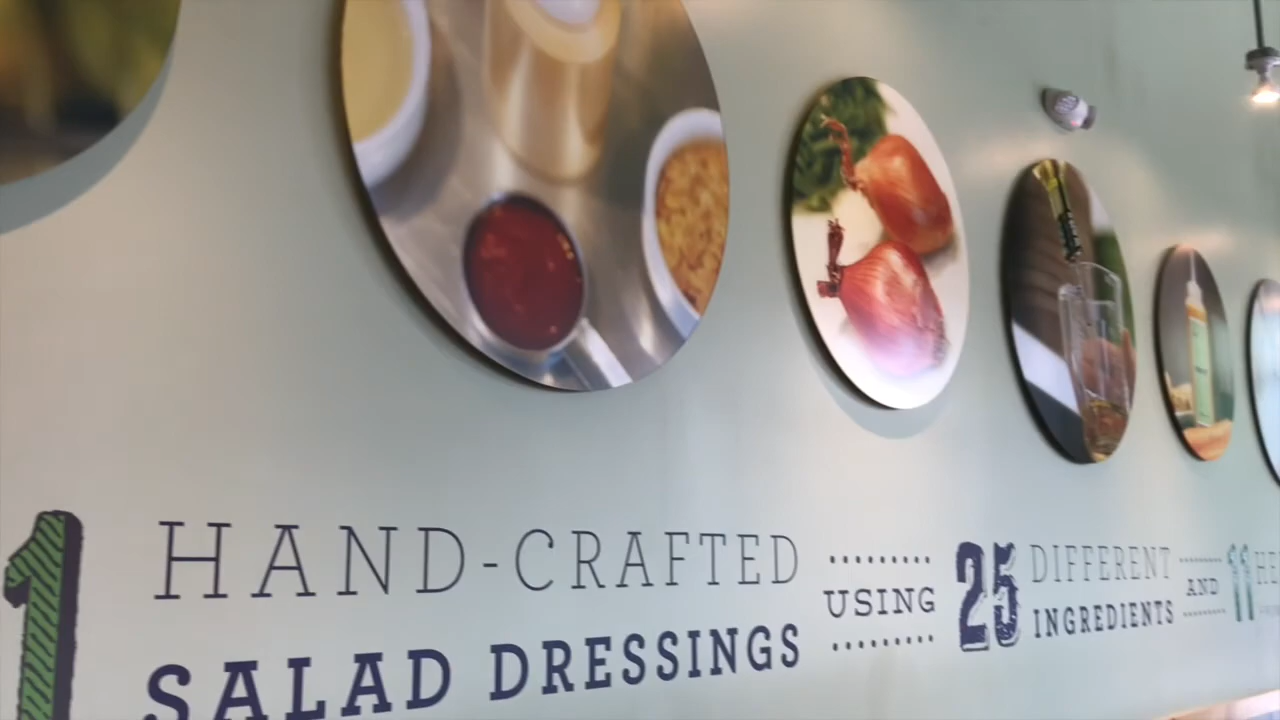 1 HAND-CRAFTED
SALAD DRESSINGS
USING
25 DIFFERENT
INGREDIENTS
AND
11